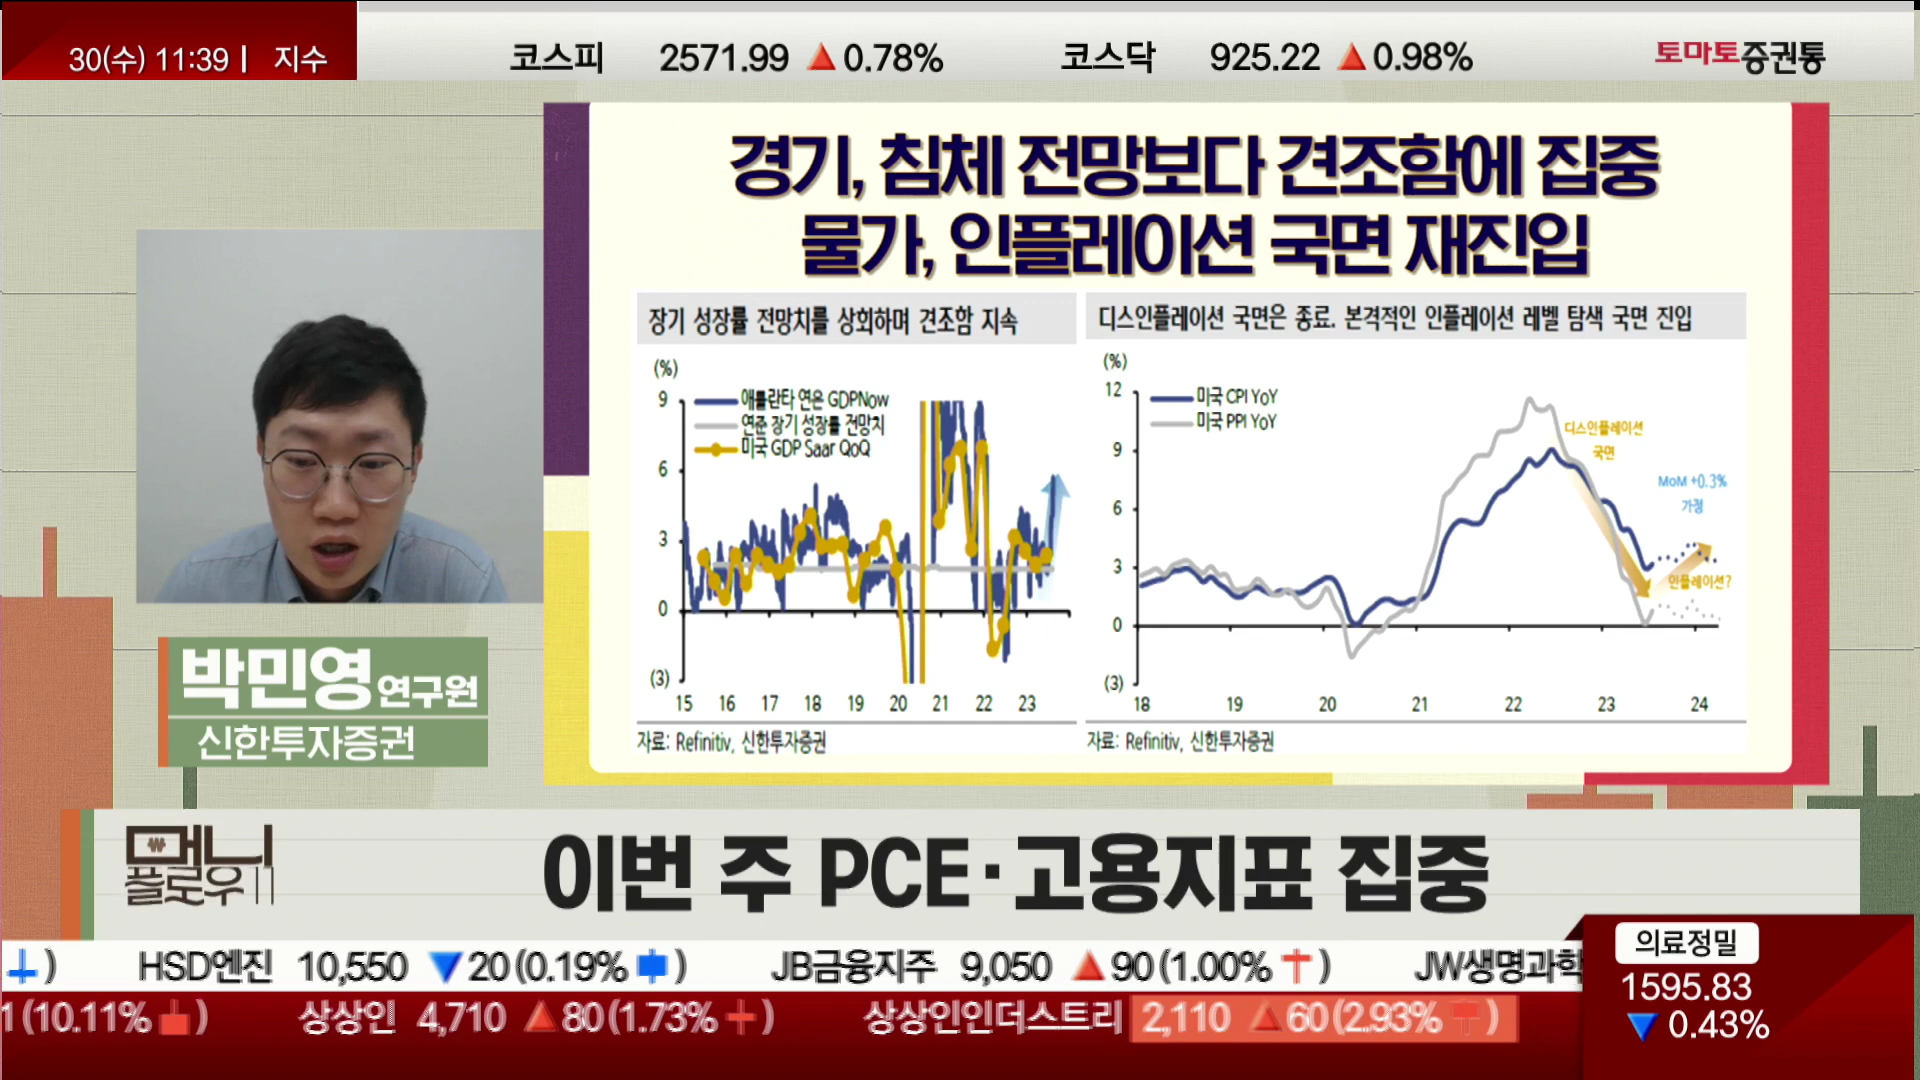 30(수) 11:39 | 지수
코스피 2571.99 ▲ 0.78% 코스닥 925.22 ▲ 0.98%
토마토증권통
경기, 침체 전망보다 견조함에 집중
물가, 인플레이션 국면 재진입
장기 성장률 전망치를 상회하며 견조함 지속
(%)
9
6
3
0
(3)
애틀란타 연은 GDPNow
연준 장기 성장률 전망치
미국 GDP Saar QoQ
15 16 17 18 19 20 21 22 23
자료: Refinitiv, 신한투자증권
디스인플레이션 국면은 종료. 본격적인 인플레이션 레벨 탐색 국면 진입
(%)
12
9
6
3
0
(3)
미국 CPI YoY
미국 PPI YoY
디스인플레이션
국면
MoM +0.3%
가정
인플레이션?
18 19 20 21 22 23 24
자료: Refinitiv, 신한투자증권
박민영 연구원
신한투자증권
머니
플로우 11
이번 주 PCE·고용지표 집중
) HSD엔진 10,550 ▼ 20 (0.19% ) JB금융지주 9,050 ▲ 90 (1.00% ) JW생명과학
1 (10.11% ) 상상인 4,710 ▲ 80 (1.73% ) 상상인인더스트리 2,110 ▲ 60 (2.93% )
의료정밀
1595.83
▼ 0.43%